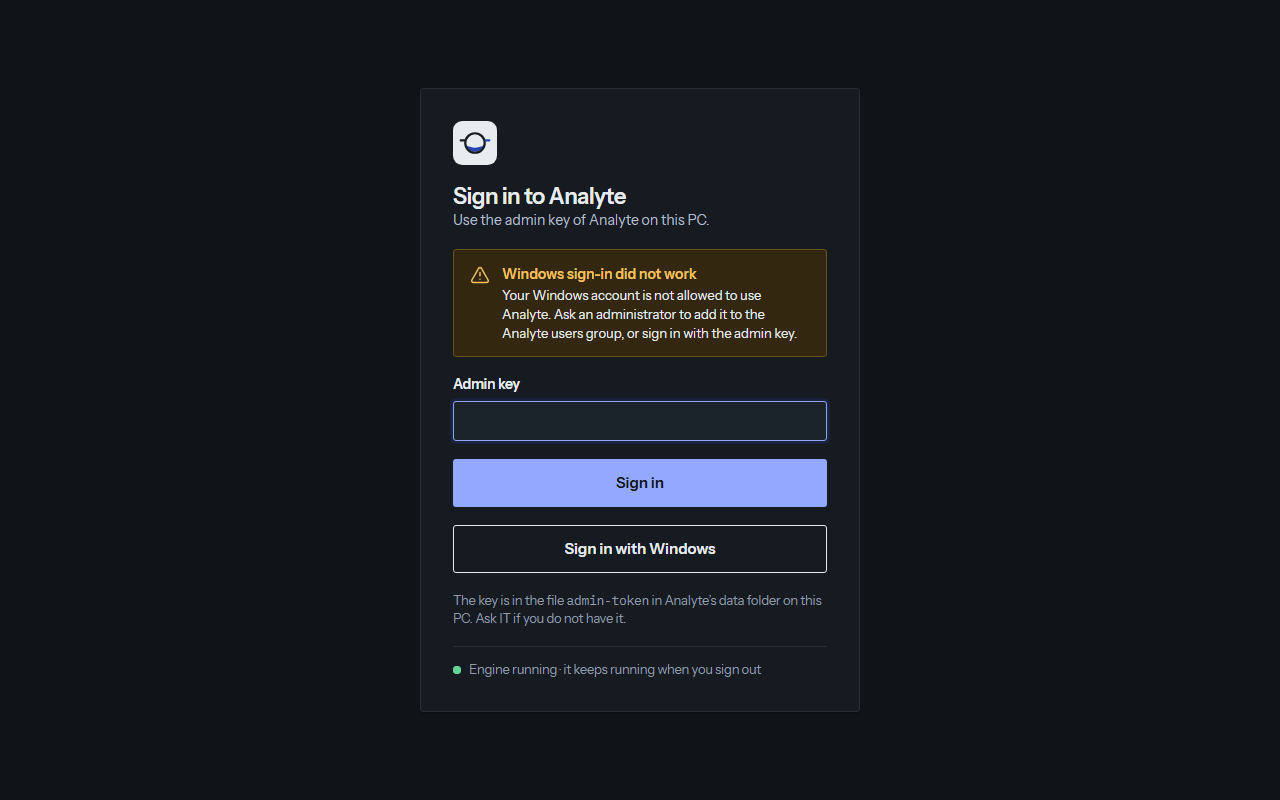 Sign in to Analyte
Use the admin key of Analyte on this PC.
Windows sign-in did not work
Your Windows account is not allowed to use
Analyte. Ask an administrator to add it to the
Analyte users group, or sign in with the admin key.
Admin key
Sign in
Sign in with Windows
The key is in the file admin-token in Analyte's data folder on this
PC. Ask IT if you do not have it.
Engine running · it keeps running when you sign out